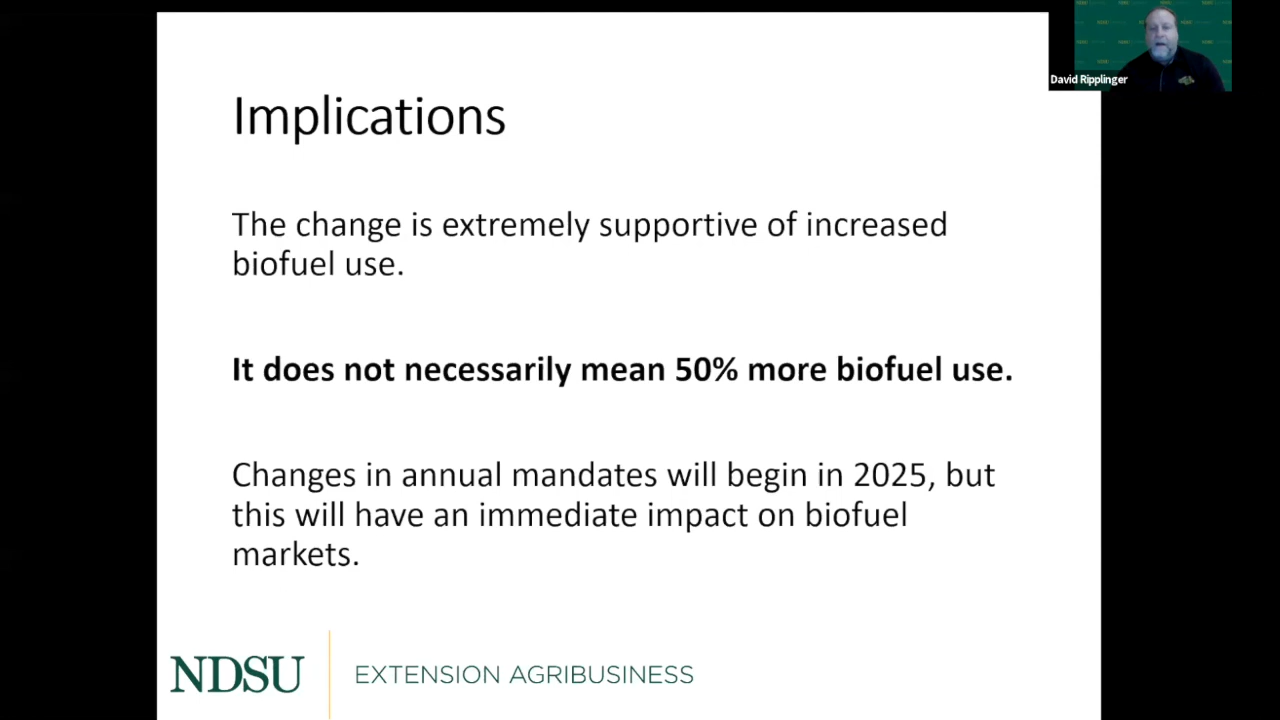 David Ripplinger
Implications
The change is extremely supportive of increased
biofuel use.
It does not necessarily mean 50% more biofuel use.
Changes in annual mandates will begin in 2025, but
this will have an immediate impact on biofuel
markets.
NDSU
EXTENSION AGRIBUSINESS